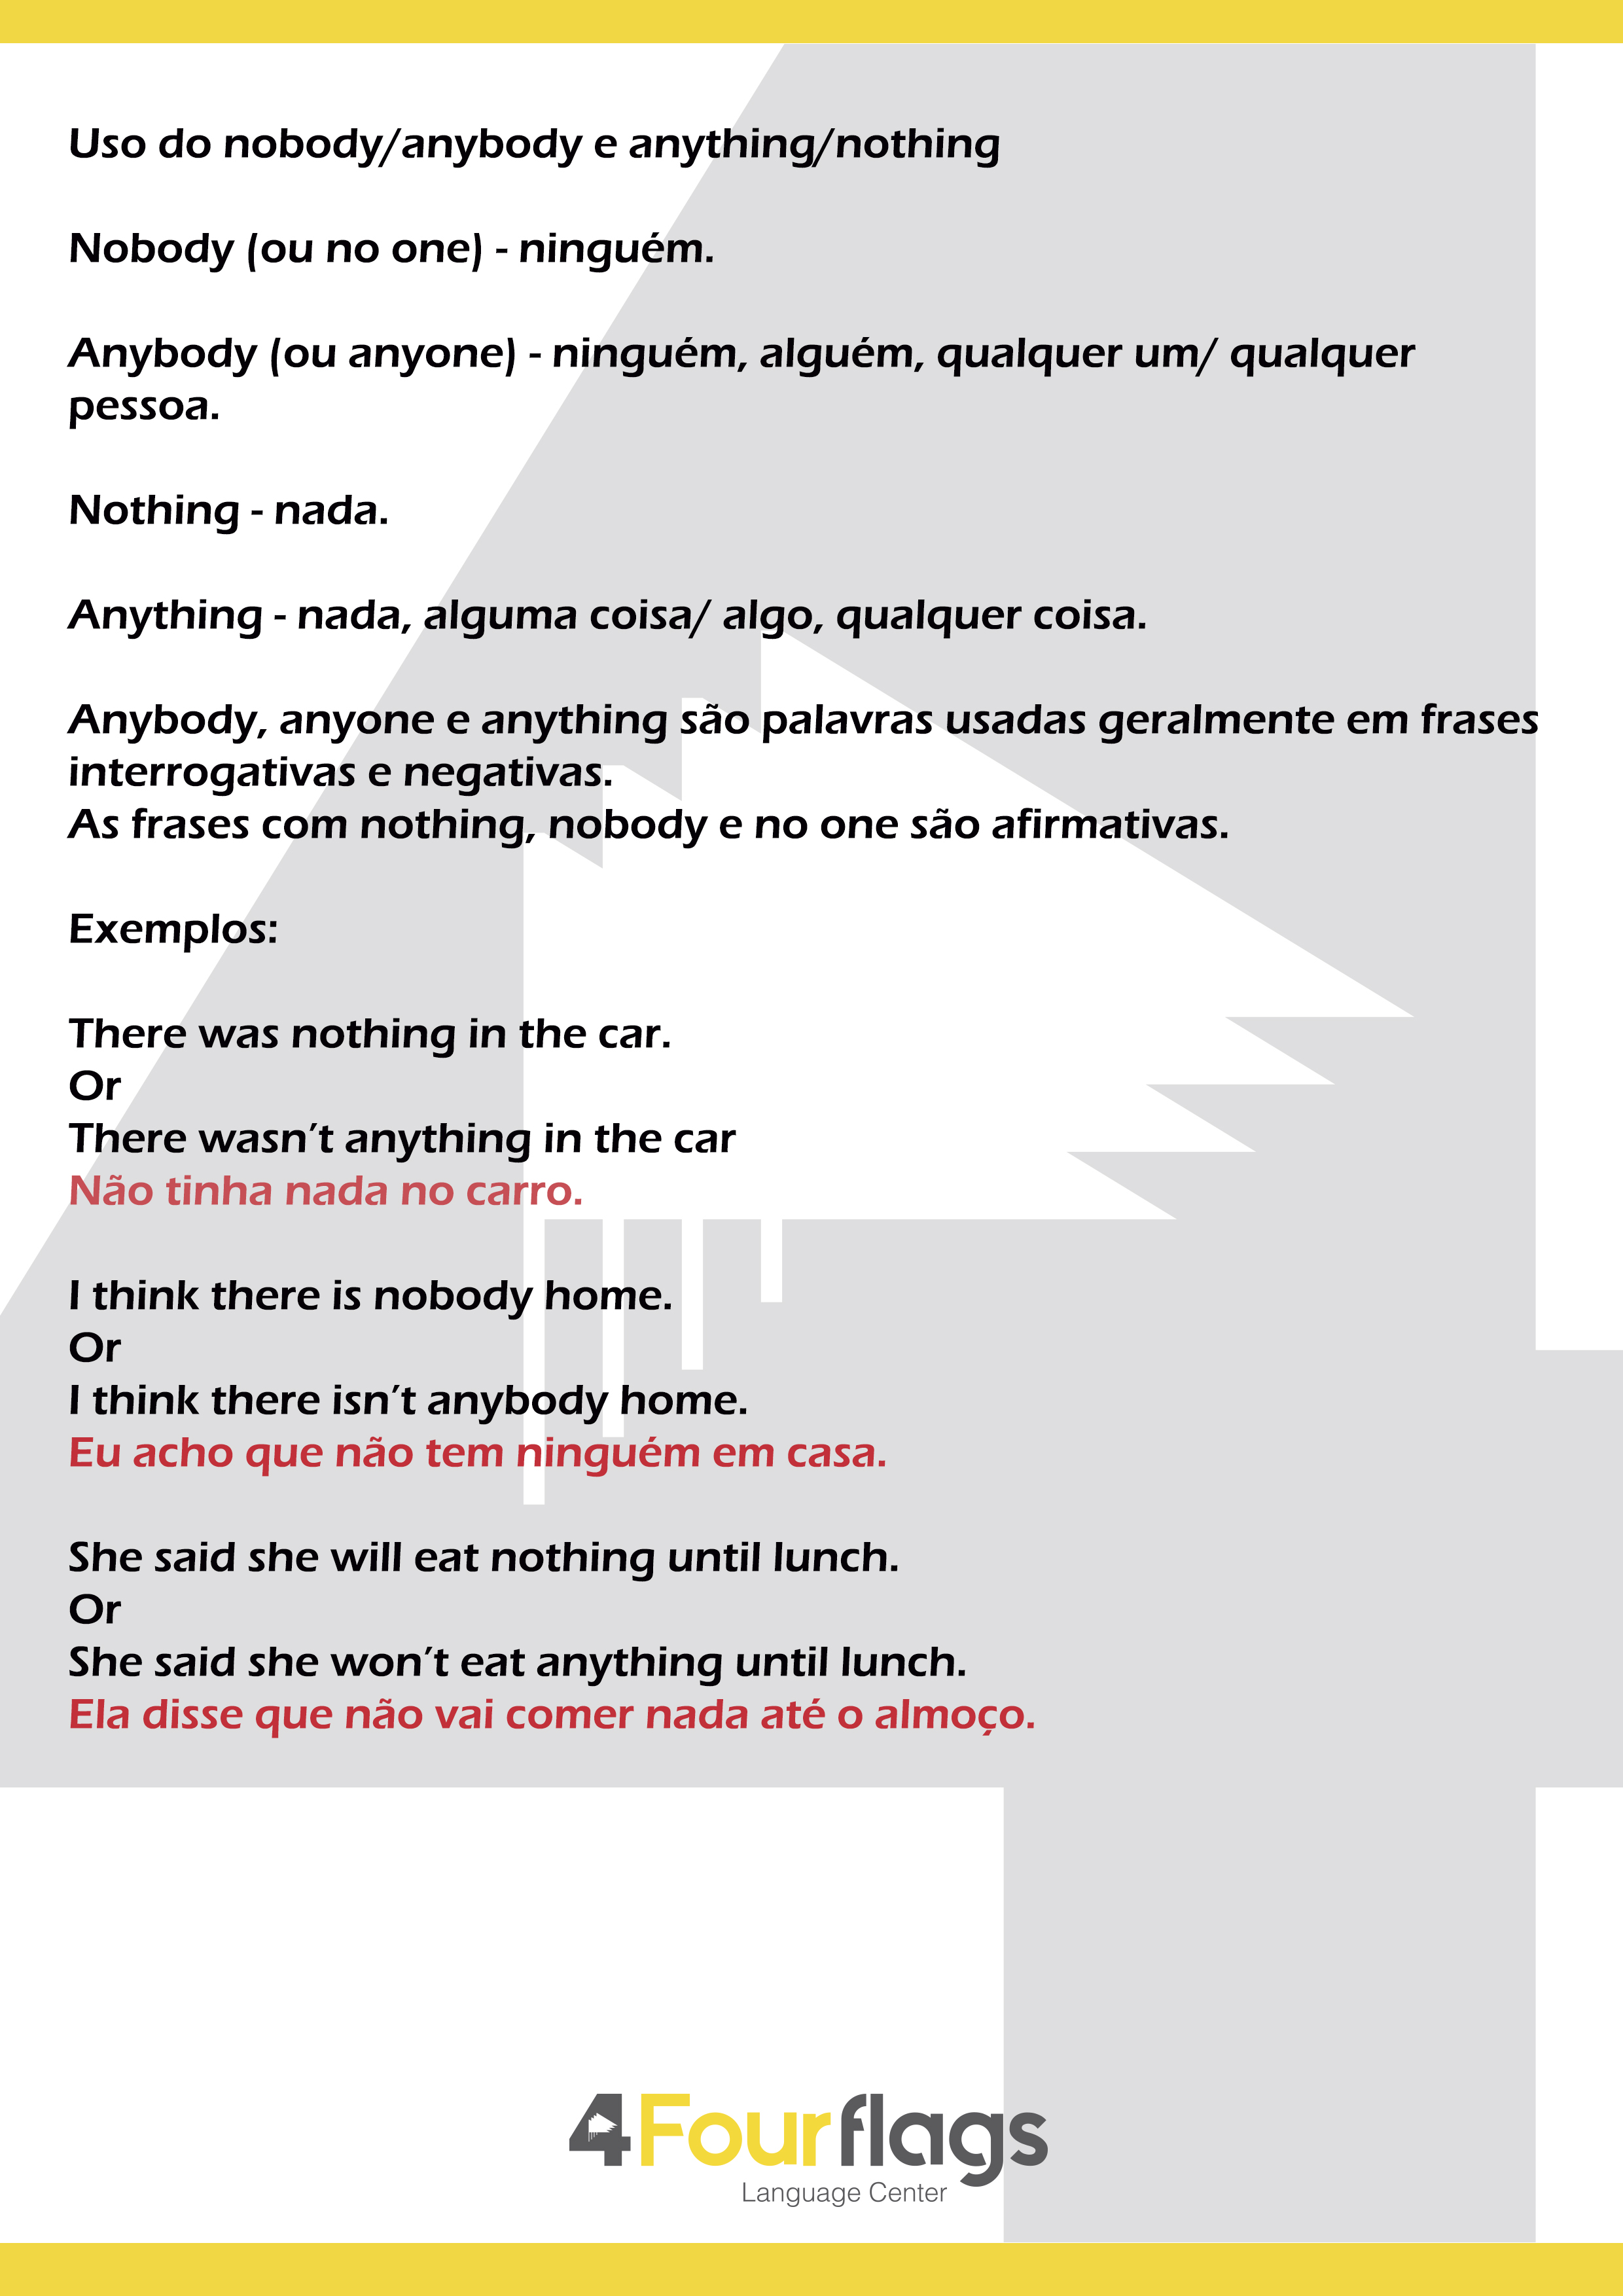 Uso do nobody/anybody e anything/nothing
Nobody (ou no one) - ninguém.
Anybody (ou anyone) - ninguém, alguém, qualquer um/ qualquer
pessoa.
Nothing - nada.
Anything - nada, alguma coisa/ algo, qualquer coisa.
Anybody, anyone e anything são palavras usadas geralmente em frases
interrogativas e negativas.
As frases com nothing, nobody e no one são afirmativas.
Exemplos:
There was nothing in the car.
Or
There wasn’t anything in the car
Não tinha nada no carro.
I think there is nobody home.
Or
I think there isn’t anybody home.
Eu acho que não tem ninguém em casa.
She said she will eat nothing until lunch.
Or
She said she won’t eat anything until lunch.
Ela disse que não vai comer nada até o almoço.
4 Fourflags
Language Center